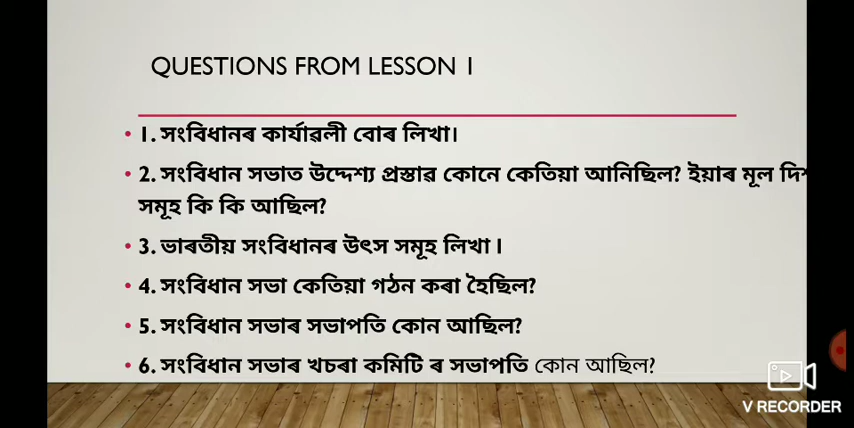 QUESTIONS FROM LESSON 1
• 1. সংবিধানৰ কাৰ্যাৱলী বোৰ লিখা।
• 2. সংবিধান সভাত উদ্দেশ্য প্ৰস্তাৱ কোনে কেতিয়া আনিছিল? ইয়াৰ মূল
সমূহ কি কি আছিল?
• 3. ভাৰতীয় সংবিধানৰ উৎস সমূহ লিখা।
• 4. সংবিধান সভা কেতিয়া গঠন কৰা হৈছিল?
• 5. সংবিধান সভাৰ সভাপতি কোন আছিল?
• 6. সংবিধান সভাৰ খচৰা কমিটি ৰ সভাপতি কোন আছিল?
V RECORDER